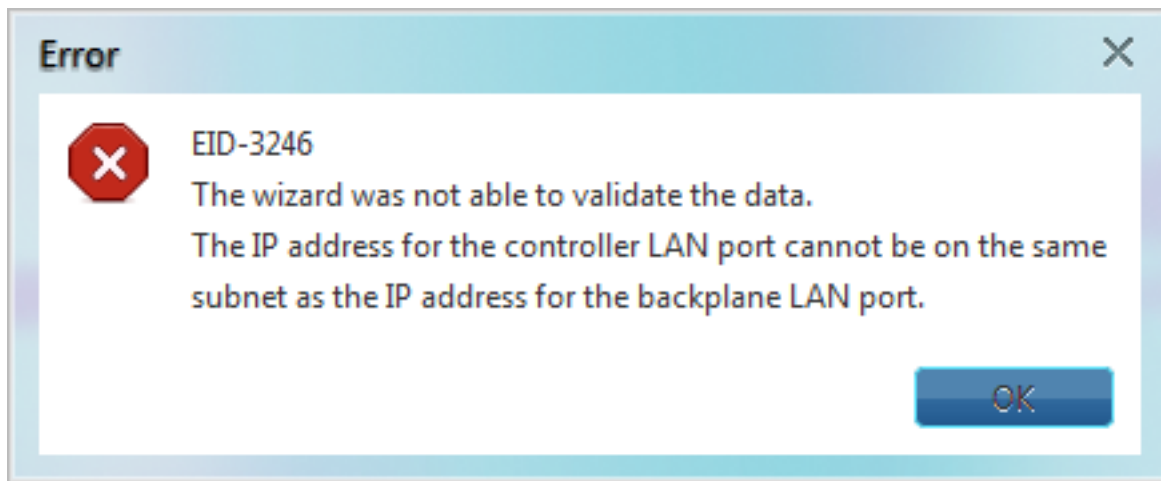 Error
EID-3246
The wizard was not able to validate the data.
The IP address for the controller LAN port cannot be on the same
subnet as the IP address for the backplane LAN port.
OK